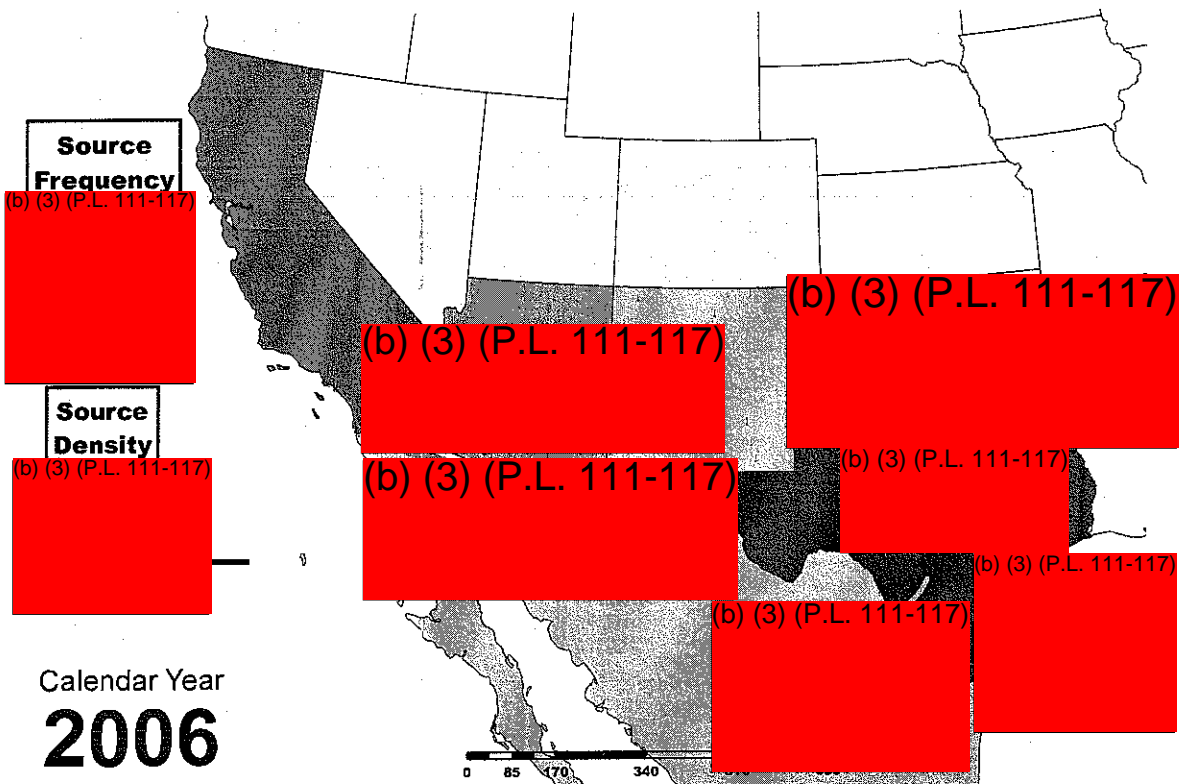 Source
Frequency
(b) (3) (P.L. 111-117)
(b) (3) (P.L. 111-117)
(b) (3) (P.L. 111-117)
Source
Density
(b) (3) (P.L. 111-117)
(b) (3) (P.L. 111-117)
(b) (3) (P.L. 111-117)
(b) (3) (P.L. 111-117)
(b) (3) (P.L. 111-117)
Calendar Year
2006
0 85 170 340